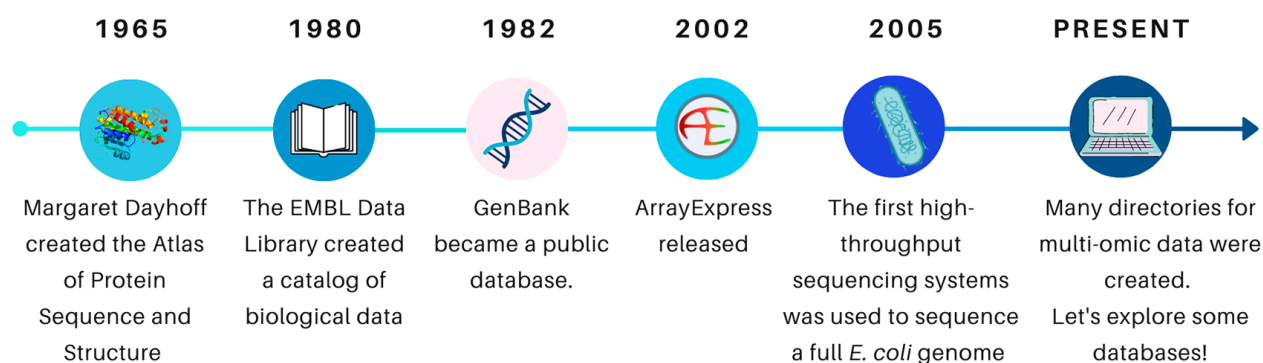 1965
Margaret Dayhoff
created the Atlas
of Protein
Sequence and
Structure
1980
The EMBL Data
Library created
a catalog of
biological data
1982
GenBank
became a public
database.
2002
AE
ArrayExpress
released
2005
The first high-
throughput
sequencing systems
was used to sequence
a full E. coli genome
PRESENT
Many directories for
multi-omic data were
created.
Let's explore some
databases!